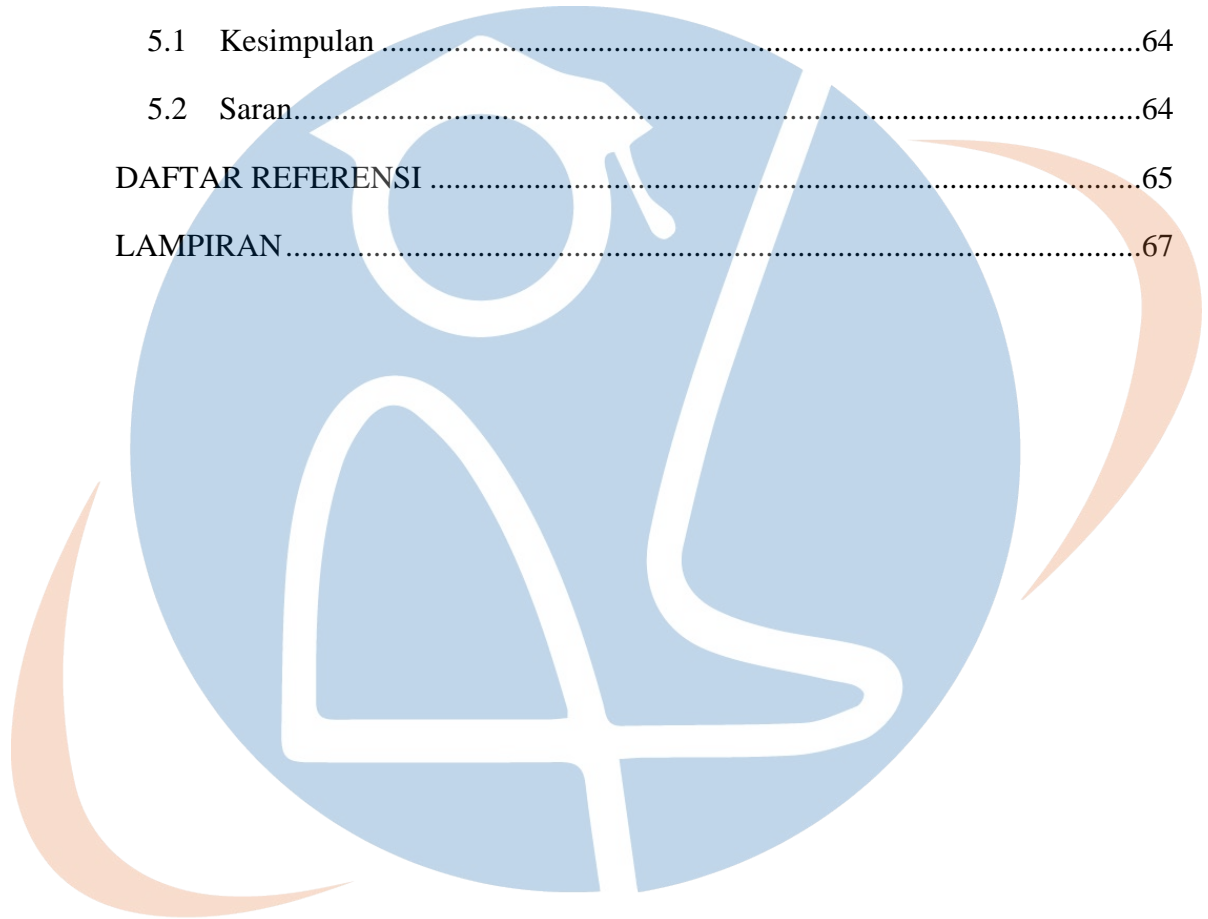 5.1 Kesimpulan ........................................................................................64
5.2 Saran...................................................................................................64
DAFTAR REFERENSI .................................................................................65
LAMPIRAN..................................................................................................67